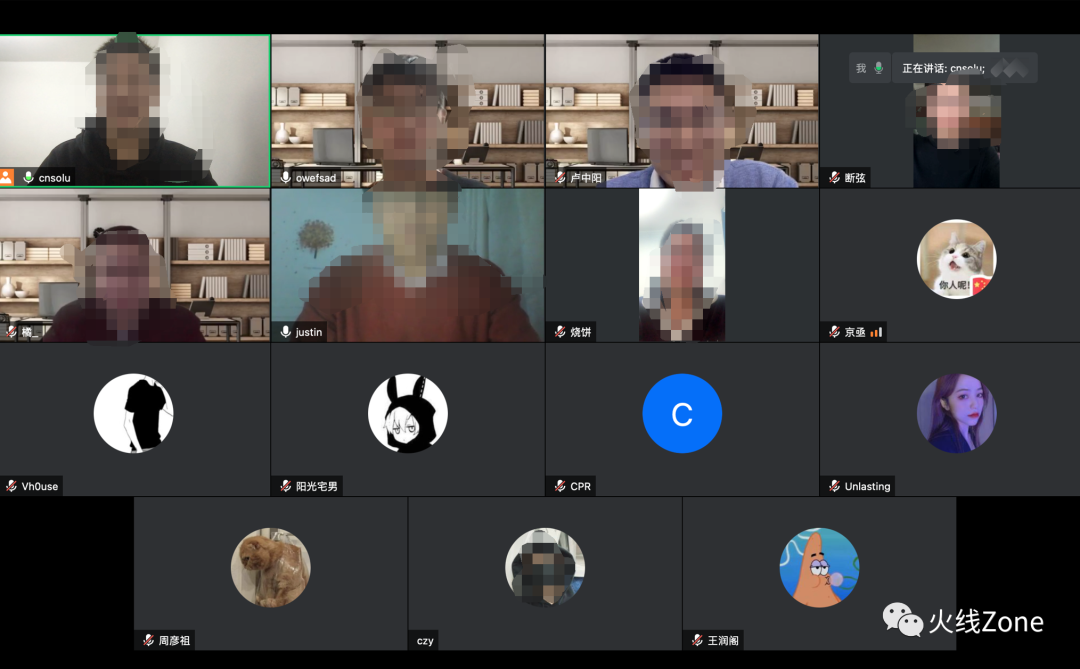 我 正在讲话: cnsolu;
cnsolu
owefsad
卢中阳
断弦
橘_
justin
烧饼
你人呢!
京亟
Vh0use
阳光宅男
C
CPR
Unlasting
周彦祖
czy
王润阁
火线Zone